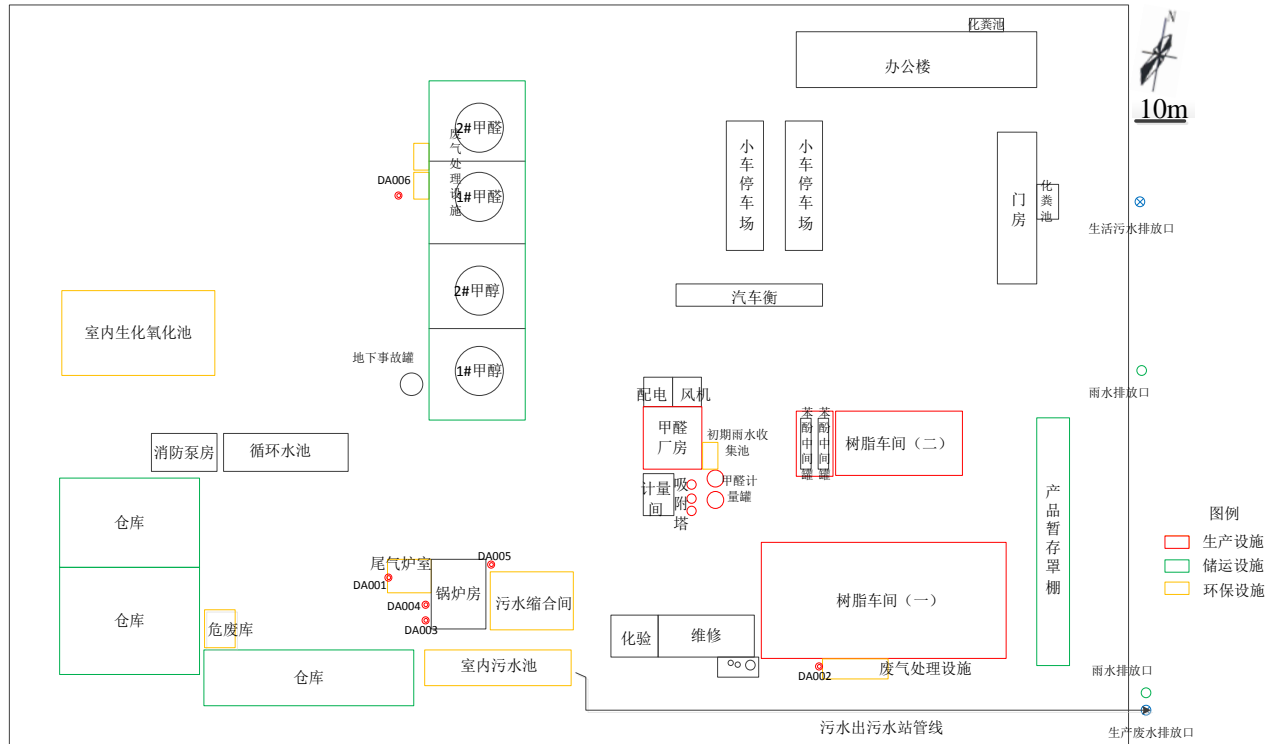 化粪池
N
办公楼
10m
2#甲醛
废气处理设施
小车停车场
小车停车场
DA006
1#甲醛
门房
化粪池
生活污水排放口
2#甲醇
汽车衡
室内生化氧化池
地下事故罐
1#甲醇
雨水排放口
配电
风机
甲醛
厂房
初期雨水收
集池
苯酚中间罐
苯酚中间罐
树脂车间（二）
消防泵房
循环水池
计量
间
吸附塔
甲醛计
量罐
产品暂存罩棚
仓库
图例
生产设施
储运设施
环保设施
尾气炉室
DA005
DA001
锅炉房
污水缩合间
DA004
DA003
树脂车间（一）
仓库
危废库
化验
维修
室内污水池
仓库
DA002
废气处理设施
雨水排放口
污水出污水站管线
生产废水排放口